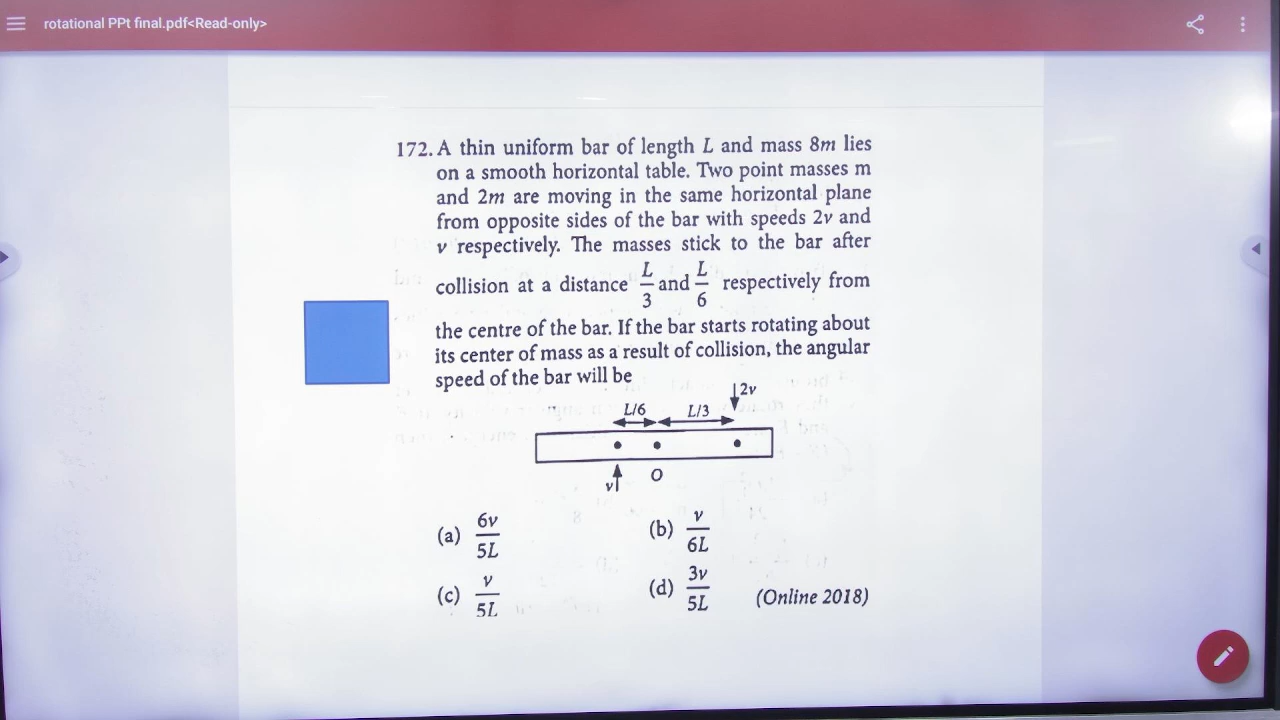 rotational PPt final.pdf<Read-only>
172. A thin uniform bar of length L and mass 8m lies
on a smooth horizontal table. Two point masses m
and 2m are moving in the same horizontal plane
from opposite sides of the bar with speeds 2v and
v respectively. The masses stick to the bar after
collision at a distance L/3 and L/6 respectively from
the centre of the bar. If the bar starts rotating about
its center of mass as a result of collision, the angular
speed of the bar will be
2v
L/6 L/3
v O
(a) 6v/5L (b) v/6L
(c) v/5L (d) 3v/5L (Online 2018)